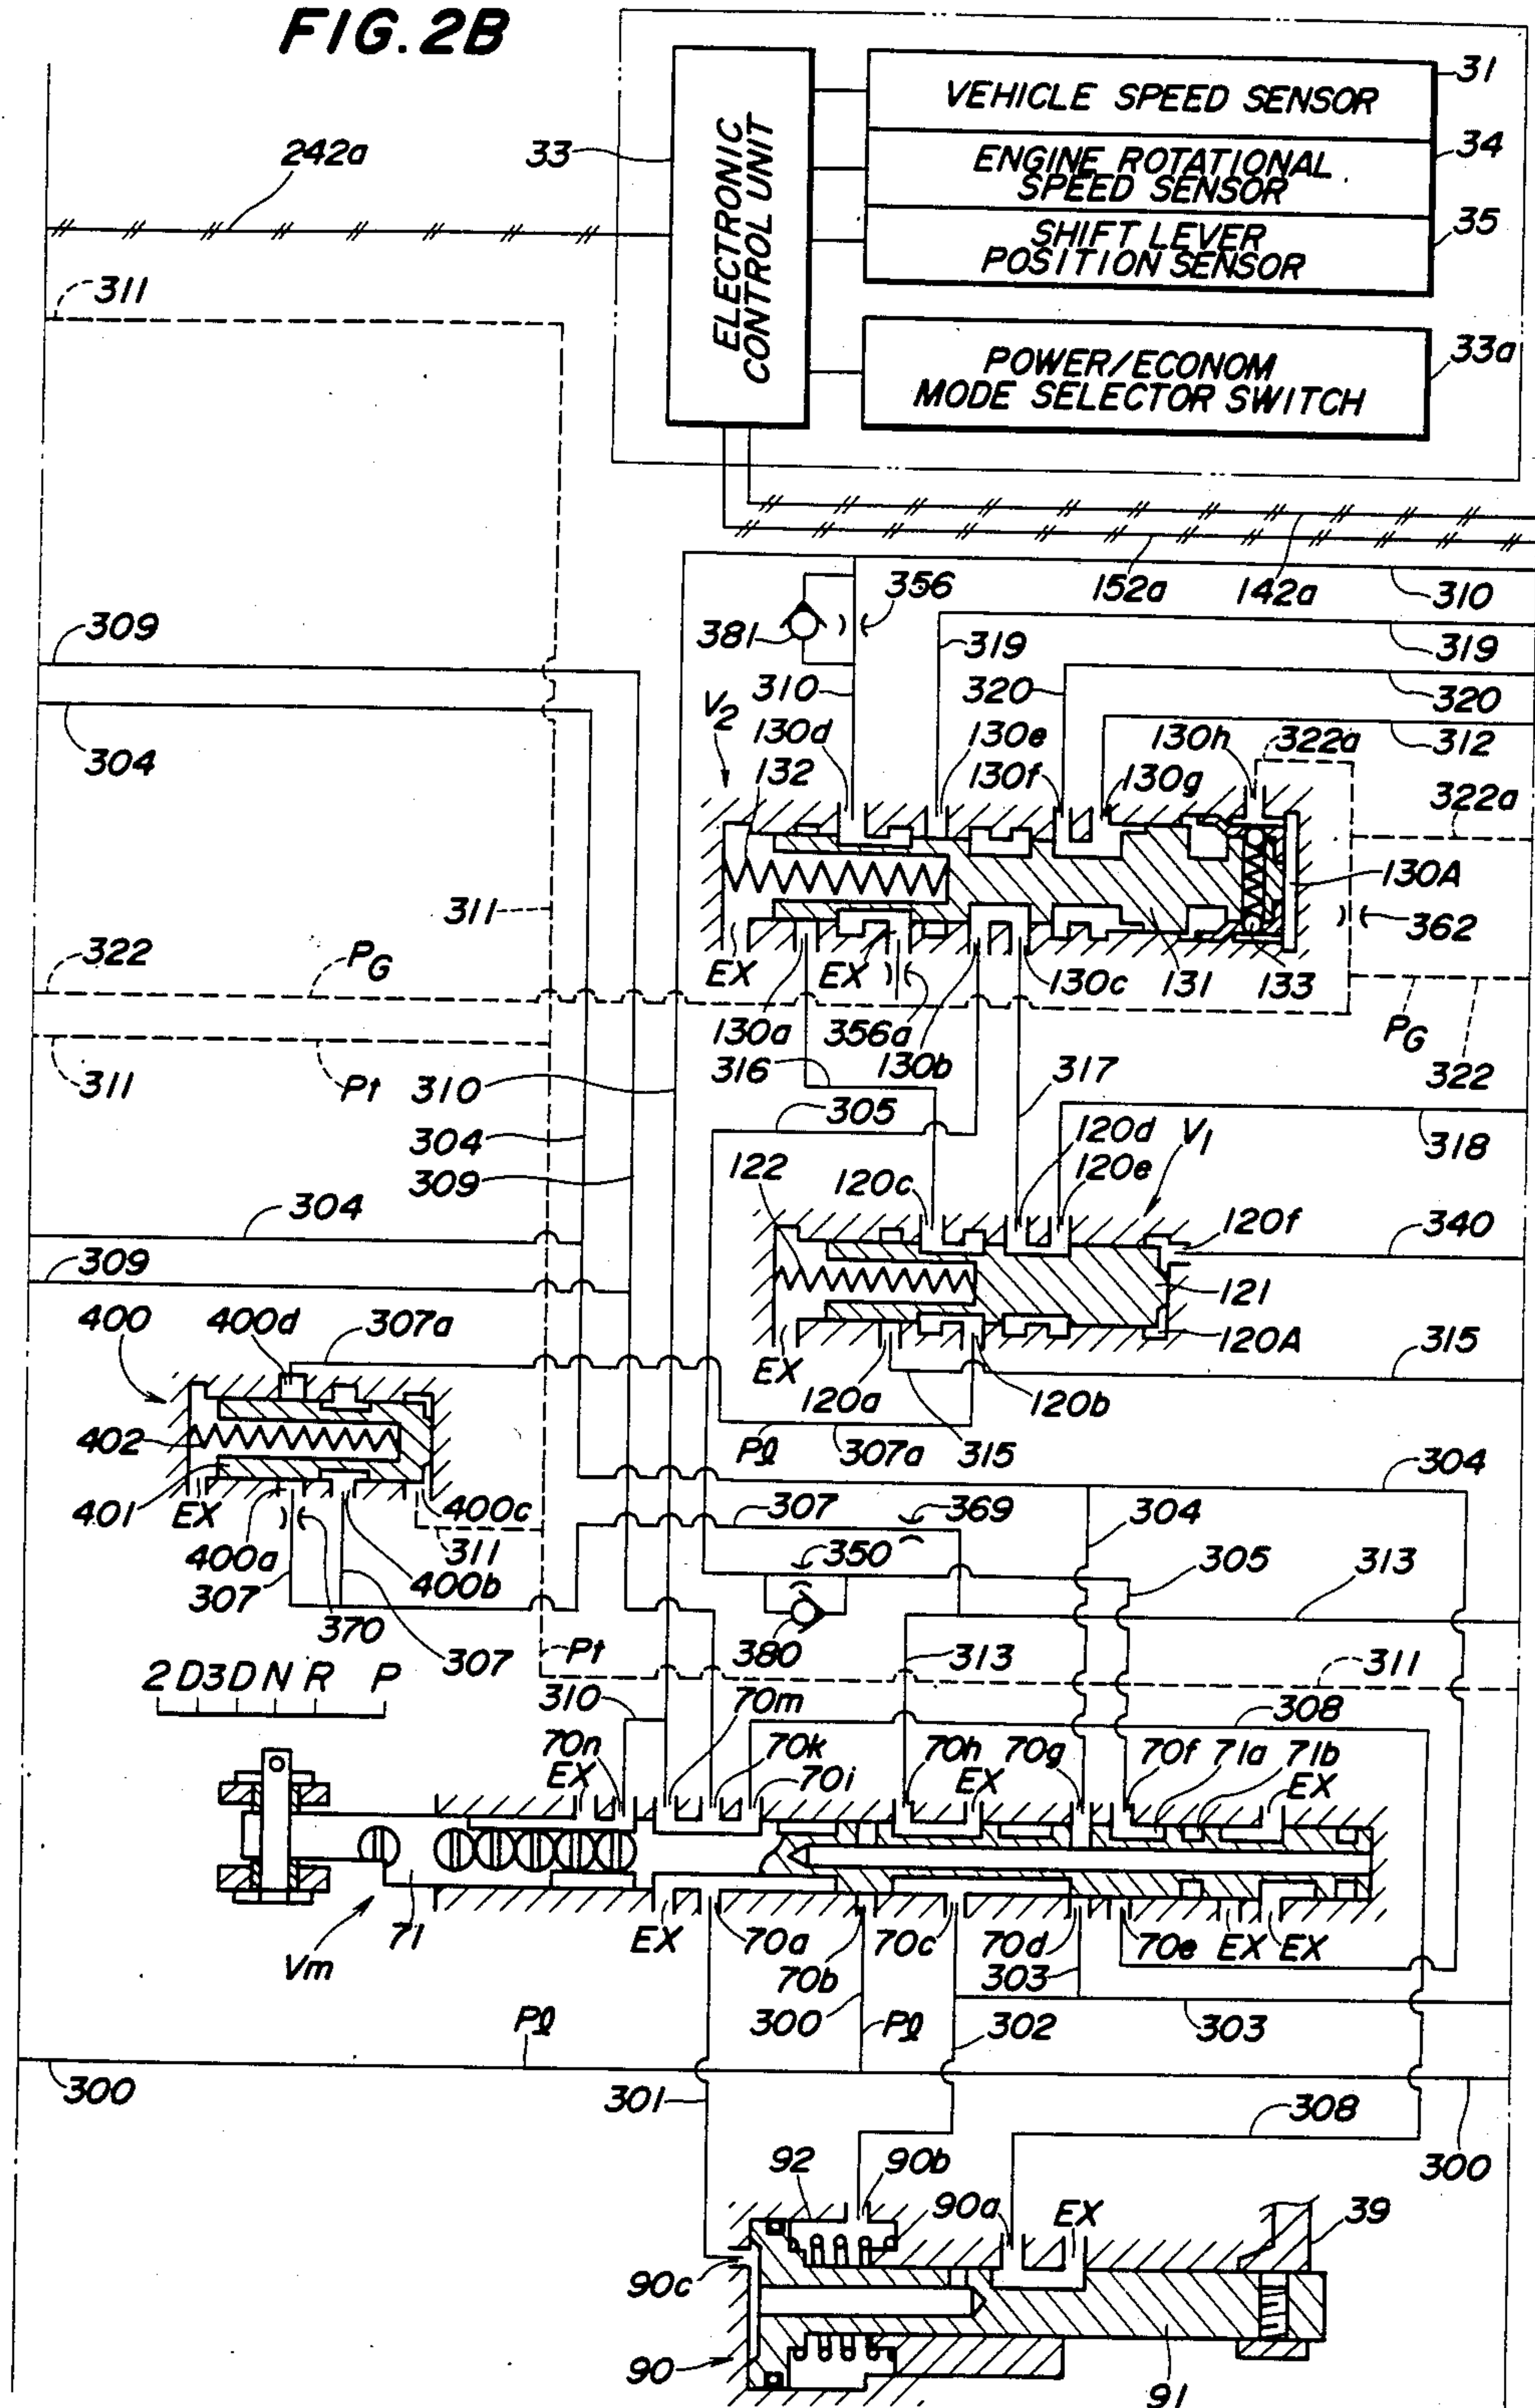 FIG. 2B
31
VEHICLE SPEED SENSOR
34
242a
33
ENGINE ROTATIONAL
SPEED SENSOR
ELECTRONIC
CONTROL UNIT
35
SHIFT LEVER
POSITION SENSOR
311
33a
POWER/ECONOM
MODE SELECTOR SWITCH
356
152a
142a
310
309
381
319
319
310
320
320
V2
130d
130e
130h
322a
312
304
132
130f
130g
322a
130A
311
362
322
PG
EX
EX
130c
131
133
130a
356a
130b
PG
311
Pt
310
316
317
322
305
304
120d
V1
318
309
122
120c
120e
304
120f
340
309
121
400
400d
307a
120A
EX
315
120a
120b
402
Pl
307a
315
304
401
EX
400c
307
369
304
400a
311
350
305
313
307
400b
370
307
Pt
380
313
311
2 D3 D N R P
310
70m
308
70n
70k
70h
70g
70f
71a
71b
EX
70i
EX
EX
71
EX
70a
70c
70d
70e
EX
EX
Vm
70b
303
Pl
300
Pl
302
303
300
301
308
92
90b
300
90a
EX
39
90c
90
91